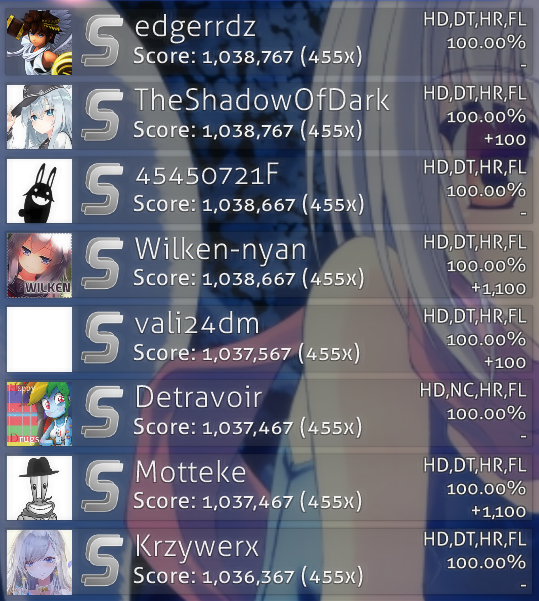 S edgerrdz HD,DT,HR,FL
Score: 1,038,767 (455x) 100.00%
-
S TheShadowOfDark HD,DT,HR,FL
Score: 1,038,767 (455x) 100.00%
+100
S 45450721F HD,DT,HR,FL
Score: 1,038,667 (455x) 100.00%
-
S Wilken-nyan HD,DT,HR,FL
Score: 1,038,667 (455x) 100.00%
WILKEN +1,100
S vali24dm HD,DT,HR,FL
Score: 1,037,567 (455x) 100.00%
+100
S Detravoir HD,NC,HR,FL
Score: 1,037,467 (455x) 100.00%
Drugs -
S Motteke HD,DT,HR,FL
Score: 1,037,467 (455x) 100.00%
+1,100
S Krzywerx HD,DT,HR,FL
Score: 1,036,367 (455x) 100.00%
-